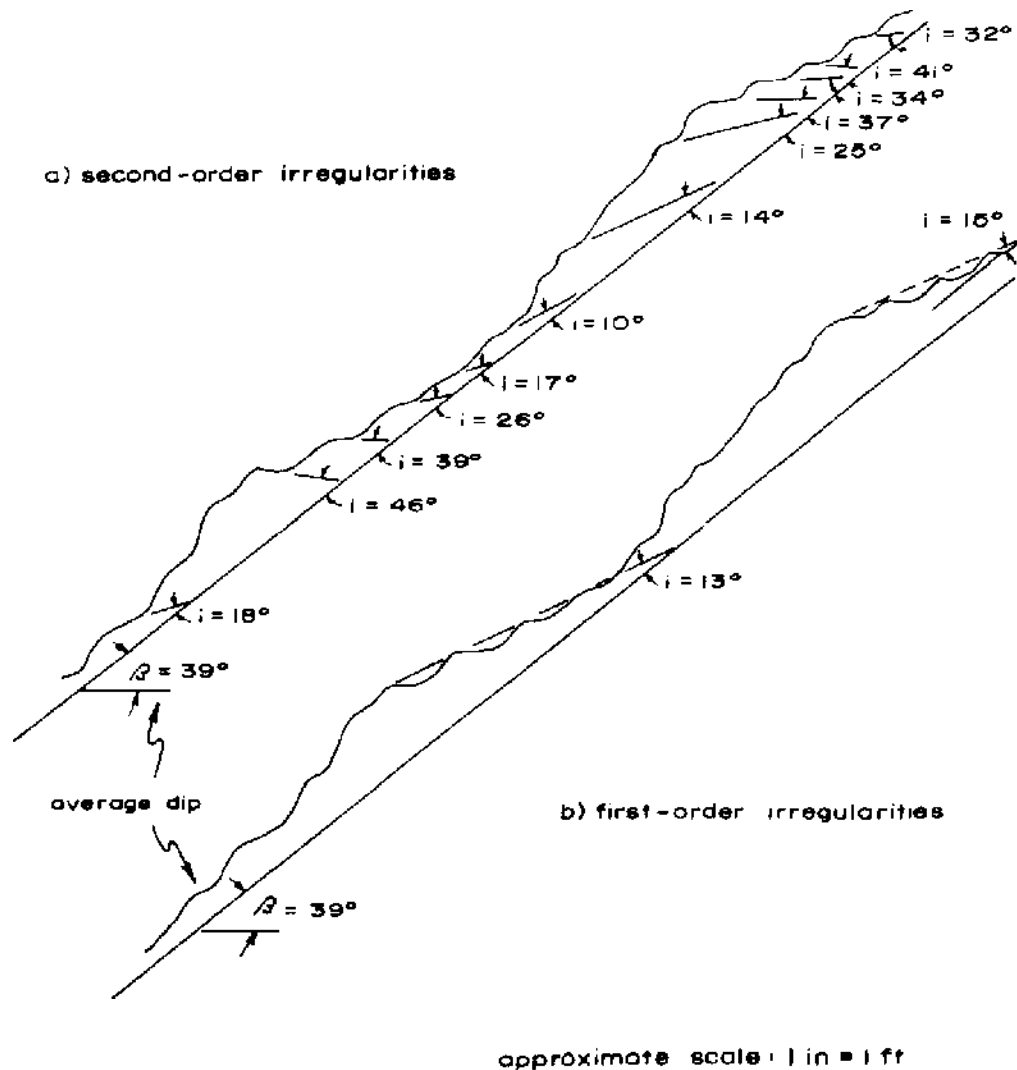 i = 32°
i = 41°
i = 34°
i = 37°
i = 25°
a) second-order irregularities
i = 14°
i = 15°
i = 10°
i = 17°
i = 26°
i = 39°
i = 46°
i = 13°
i = 18°
β = 39°
average dip
b) first-order irregularities
β = 39°
approximate scale: 1 in = 1 ft